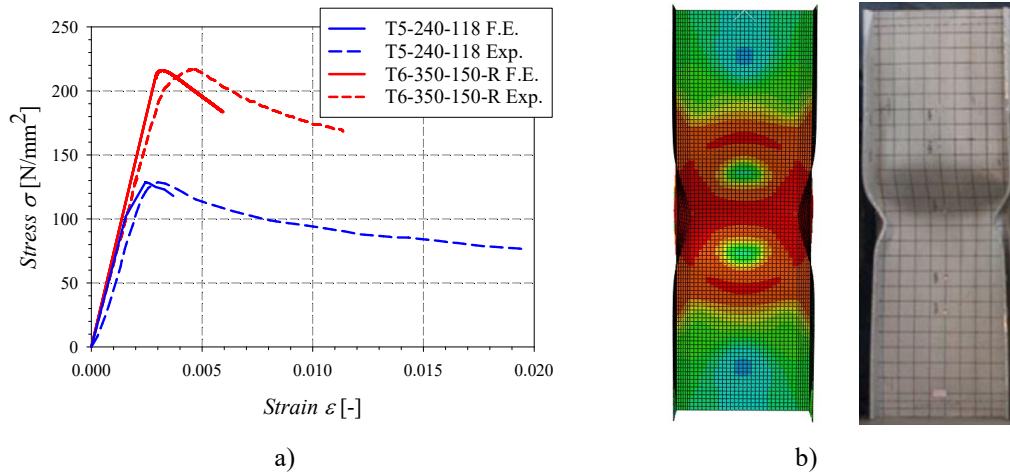 250
200
150
100
50
0
Stress σ [N/mm²]
T5-240-118 F.E.
T5-240-118 Exp.
T6-350-150-R F.E.
T6-350-150-R Exp.
0.000 0.005 0.010 0.015 0.020
Strain ε [-]
a) b)